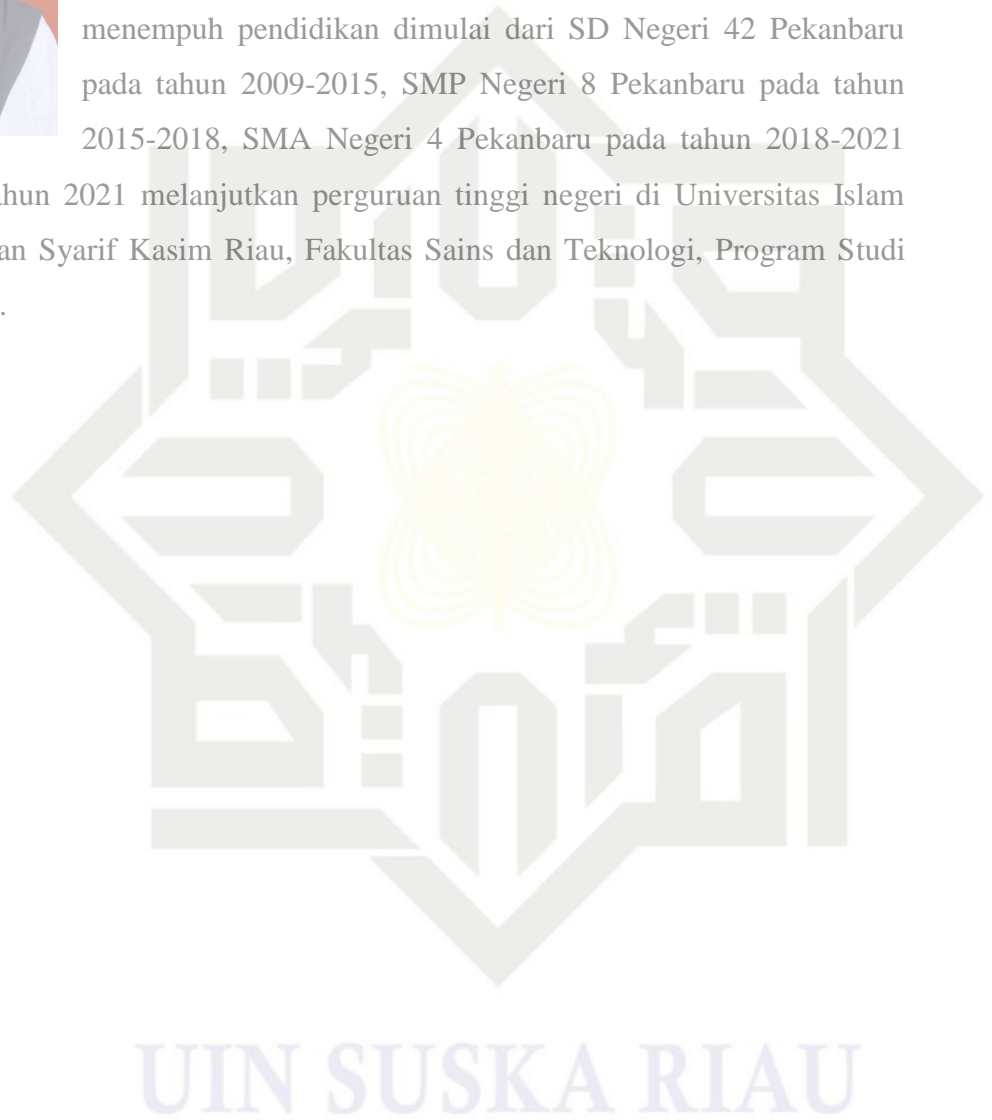 menempuh pendidikan dimulai dari SD Negeri 42 Pekanbaru
pada tahun 2009-2015, SMP Negeri 8 Pekanbaru pada tahun
2015-2018, SMA Negeri 4 Pekanbaru pada tahun 2018-2021
2021 melanjutkan perguruan tinggi negeri di Universitas Islam
Syarif Kasim Riau, Fakultas Sains dan Teknologi, Program Studi
.
UIN SUSKA RIAU